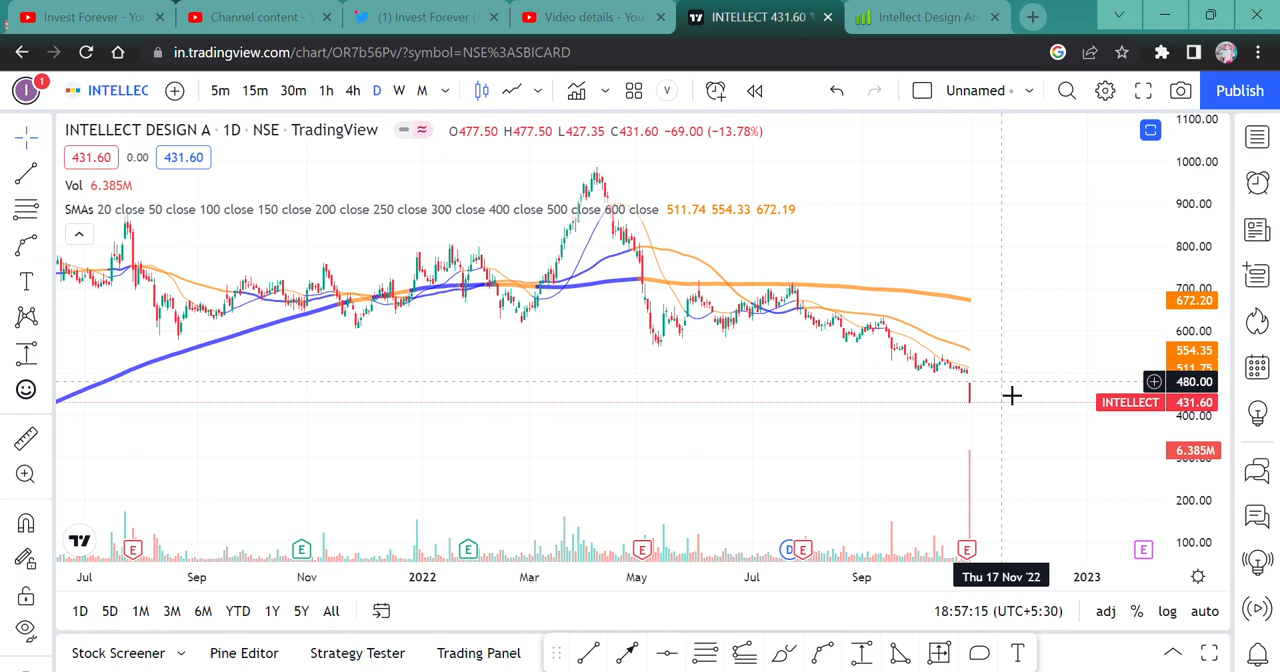 Invest Forever - Yo
Channel content - Y
(1) Invest Forever (
Video details - You
INTELLECT 431.60
Intellect Design Are
in.tradingview.com/chart/OR7b56Pv/?symbol=NSE%3ASBICARD
I
1
INTELLEC
5m 15m 30m 1h 4h D W M
V
Unnamed
Publish
INTELLECT DESIGN A · 1D · NSE · TradingView
O477.50 H477.50 L427.35 C431.60 −69.00 (−13.78%)
431.60 0.00 431.60
Vol 6.385M
SMAs 20 close 50 close 100 close 150 close 200 close 250 close 300 close 400 close 500 close 600 close 511.74 554.33 672.19
1100.00
1000.00
900.00
800.00
700.00
672.20
600.00
554.35
511.75
480.00
INTELLECT 431.60
400.00
6.385M
300.00
200.00
100.00
E E E E D E E E
Jul Sep Nov 2022 Mar May Jul Sep Thu 17 Nov '22 2023
1D 5D 1M 3M 6M YTD 1Y 5Y All
18:57:15 (UTC+5:30) adj % log auto
Stock Screener Pine Editor Strategy Tester Trading Panel
T